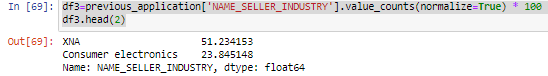 In [69]: df3=previous_application['NAME_SELLER_INDUSTRY'].value_counts(normalize=True) * 100
df3.head(2)
Out[69]: XNA 51.234153
Consumer electronics 23.845148
Name: NAME_SELLER_INDUSTRY, dtype: float64